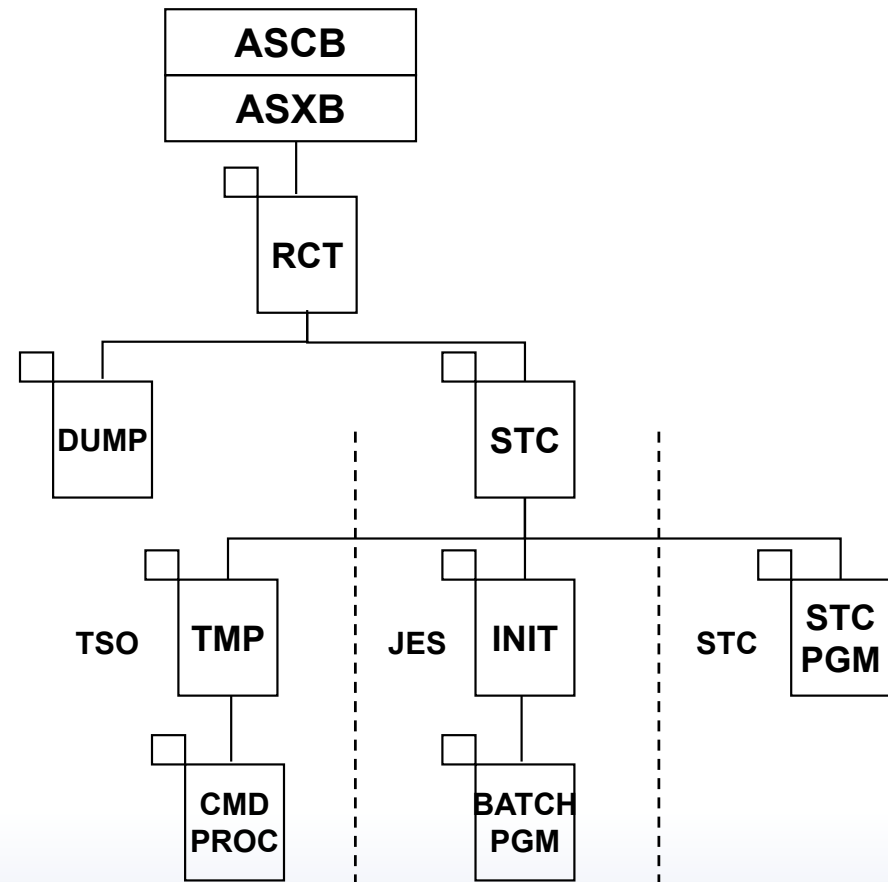 ASCB
ASXB
RCT
DUMP
STC
TSO
TMP
JES
INIT
STC
STC
PGM
CMD
PROC
BATCH
PGM